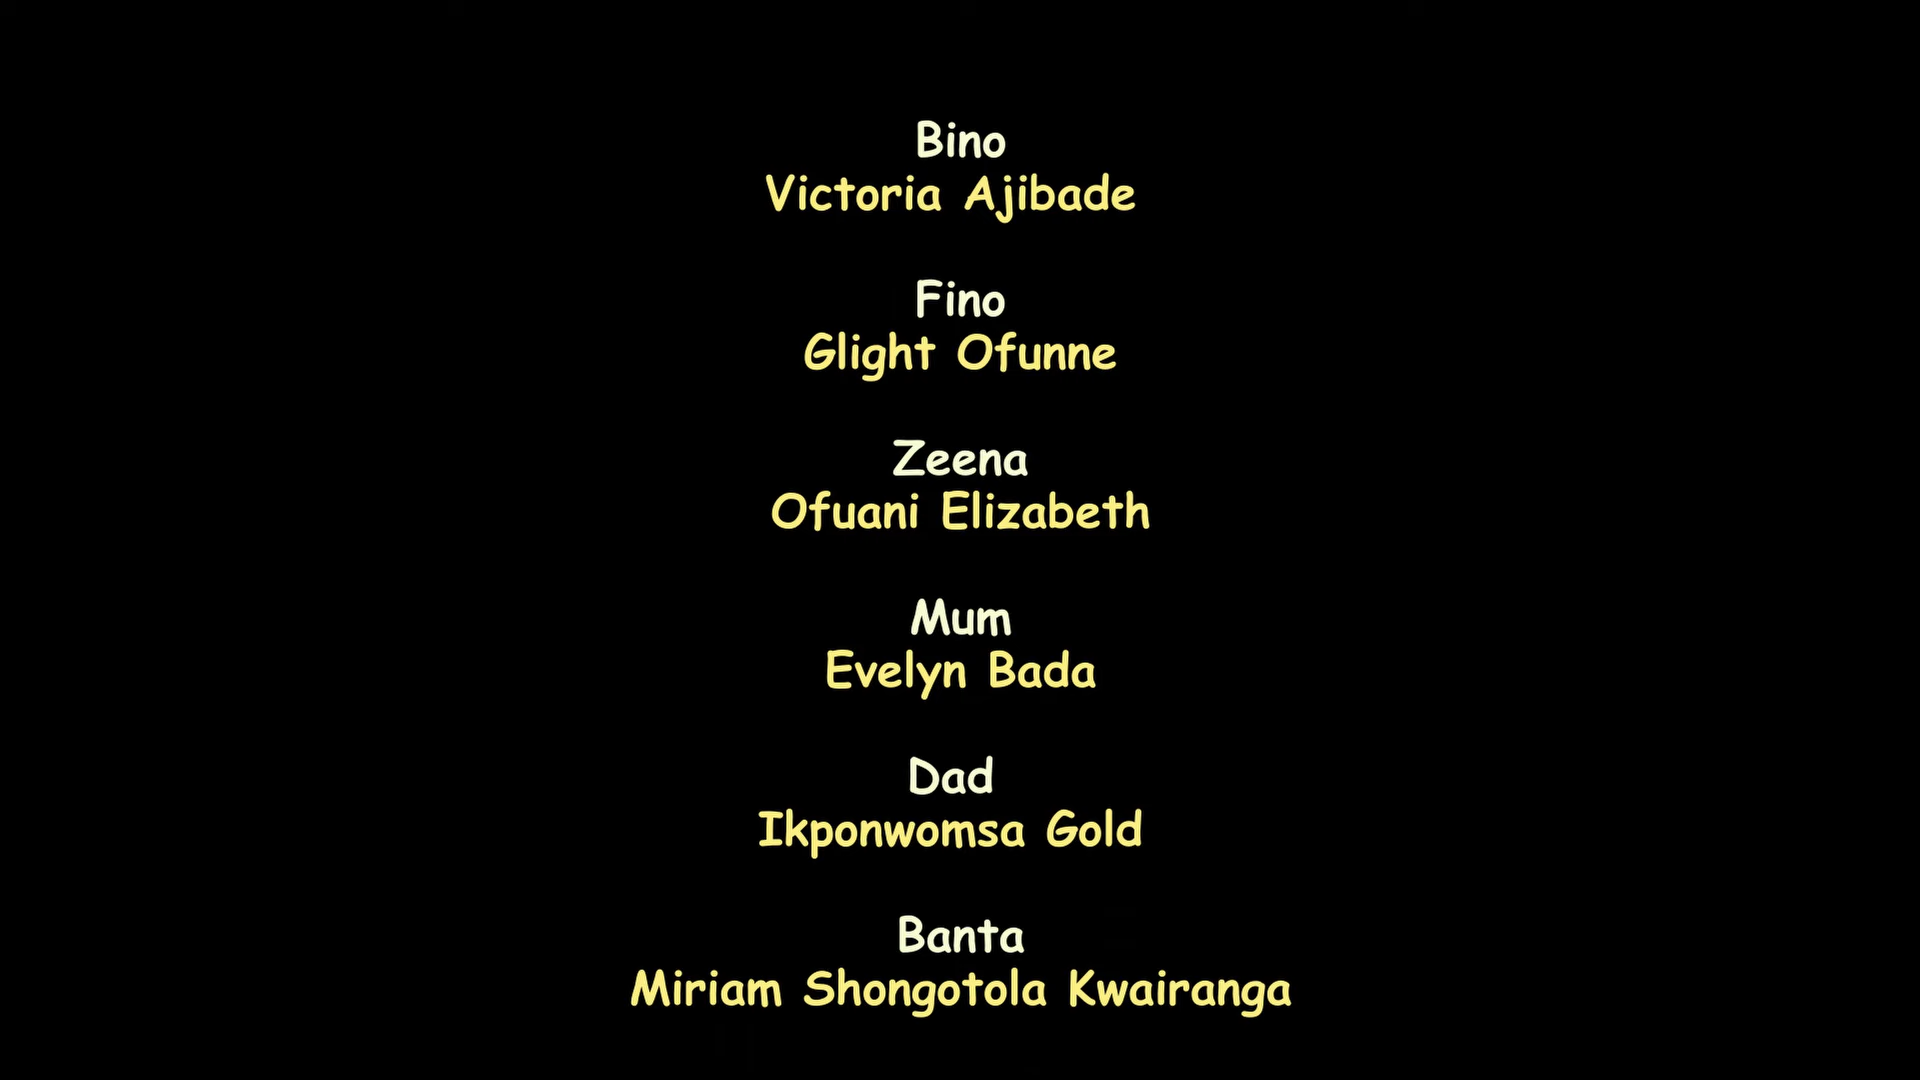 Bino
Victoria Ajibade
Fino
Glight Ofunne
Zeena
Ofuani Elizabeth
Mum
Evelyn Bada
Dad
Ikponwomsa Gold
Banta
Miriam Shongotola Kwairanga